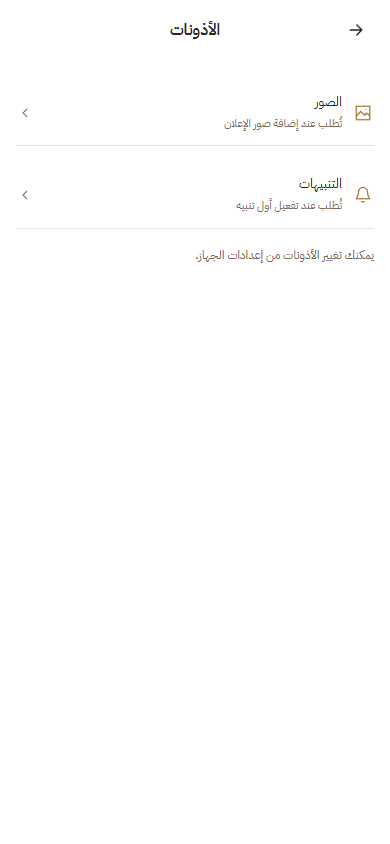 الأذونات
الصور
تُطلب عند إضافة صور الإعلان
التنبيهات
تُطلب عند تفعيل أول تنبيه
يمكنك تغيير الأذونات من إعدادات الجهاز.